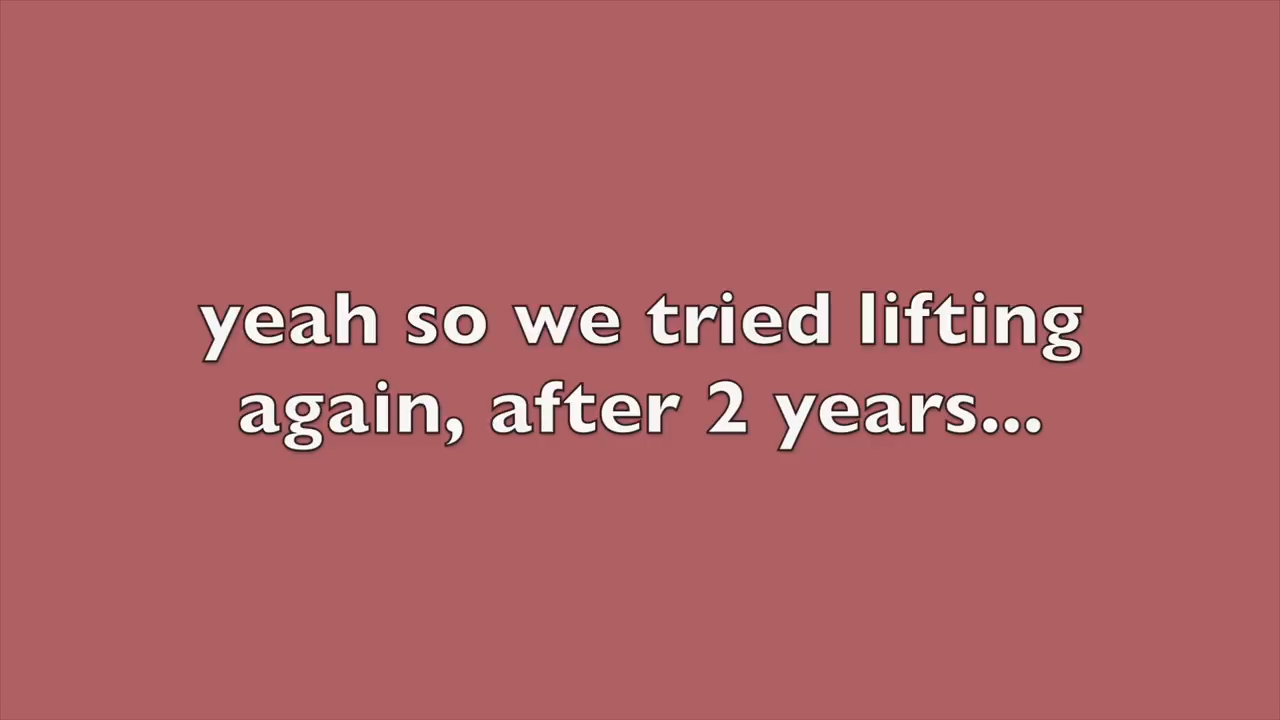 yeah so we tried lifting
again, after 2 years...